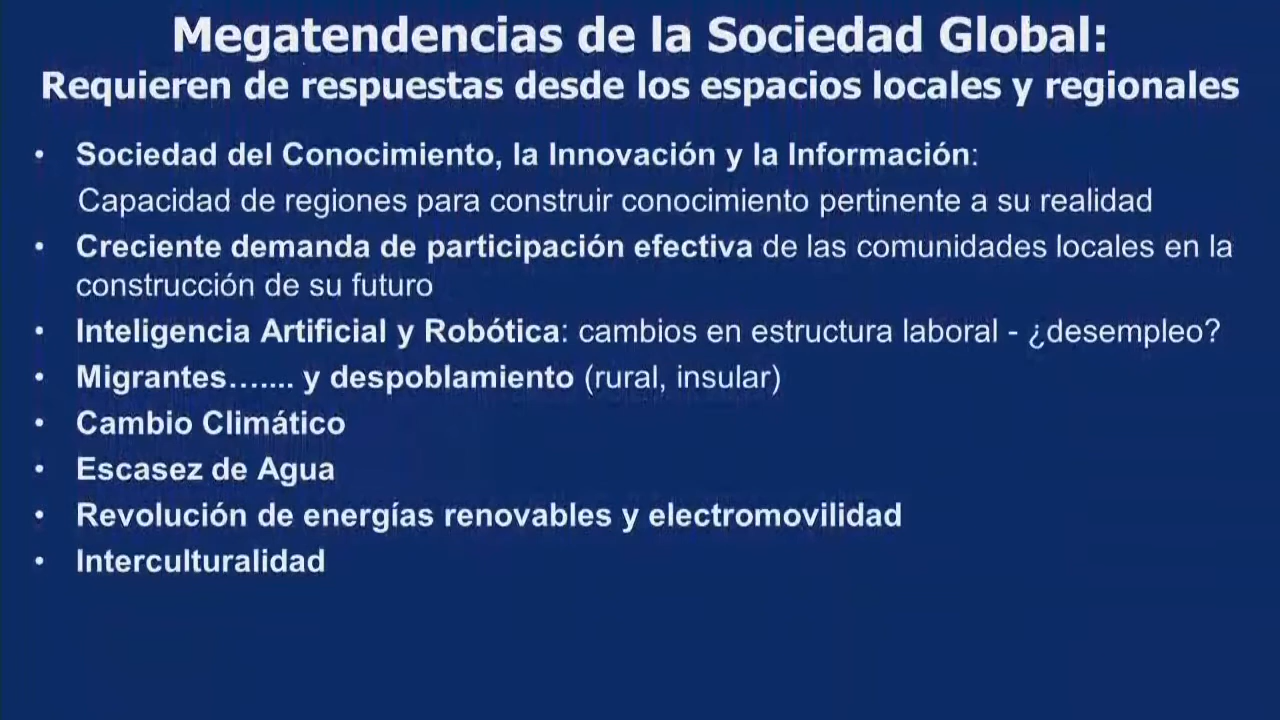 Megatendencias de la Sociedad Global:
Requieren de respuestas desde los espacios locales y regionales
• Sociedad del Conocimiento, la Innovación y la Información:
Capacidad de regiones para construir conocimiento pertinente a su realidad
• Creciente demanda de participación efectiva de las comunidades locales en la
construcción de su futuro
• Inteligencia Artificial y Robótica: cambios en estructura laboral - ¿desempleo?
• Migrantes….... y despoblamiento (rural, insular)
• Cambio Climático
• Escasez de Agua
• Revolución de energías renovables y electromovilidad
• Interculturalidad